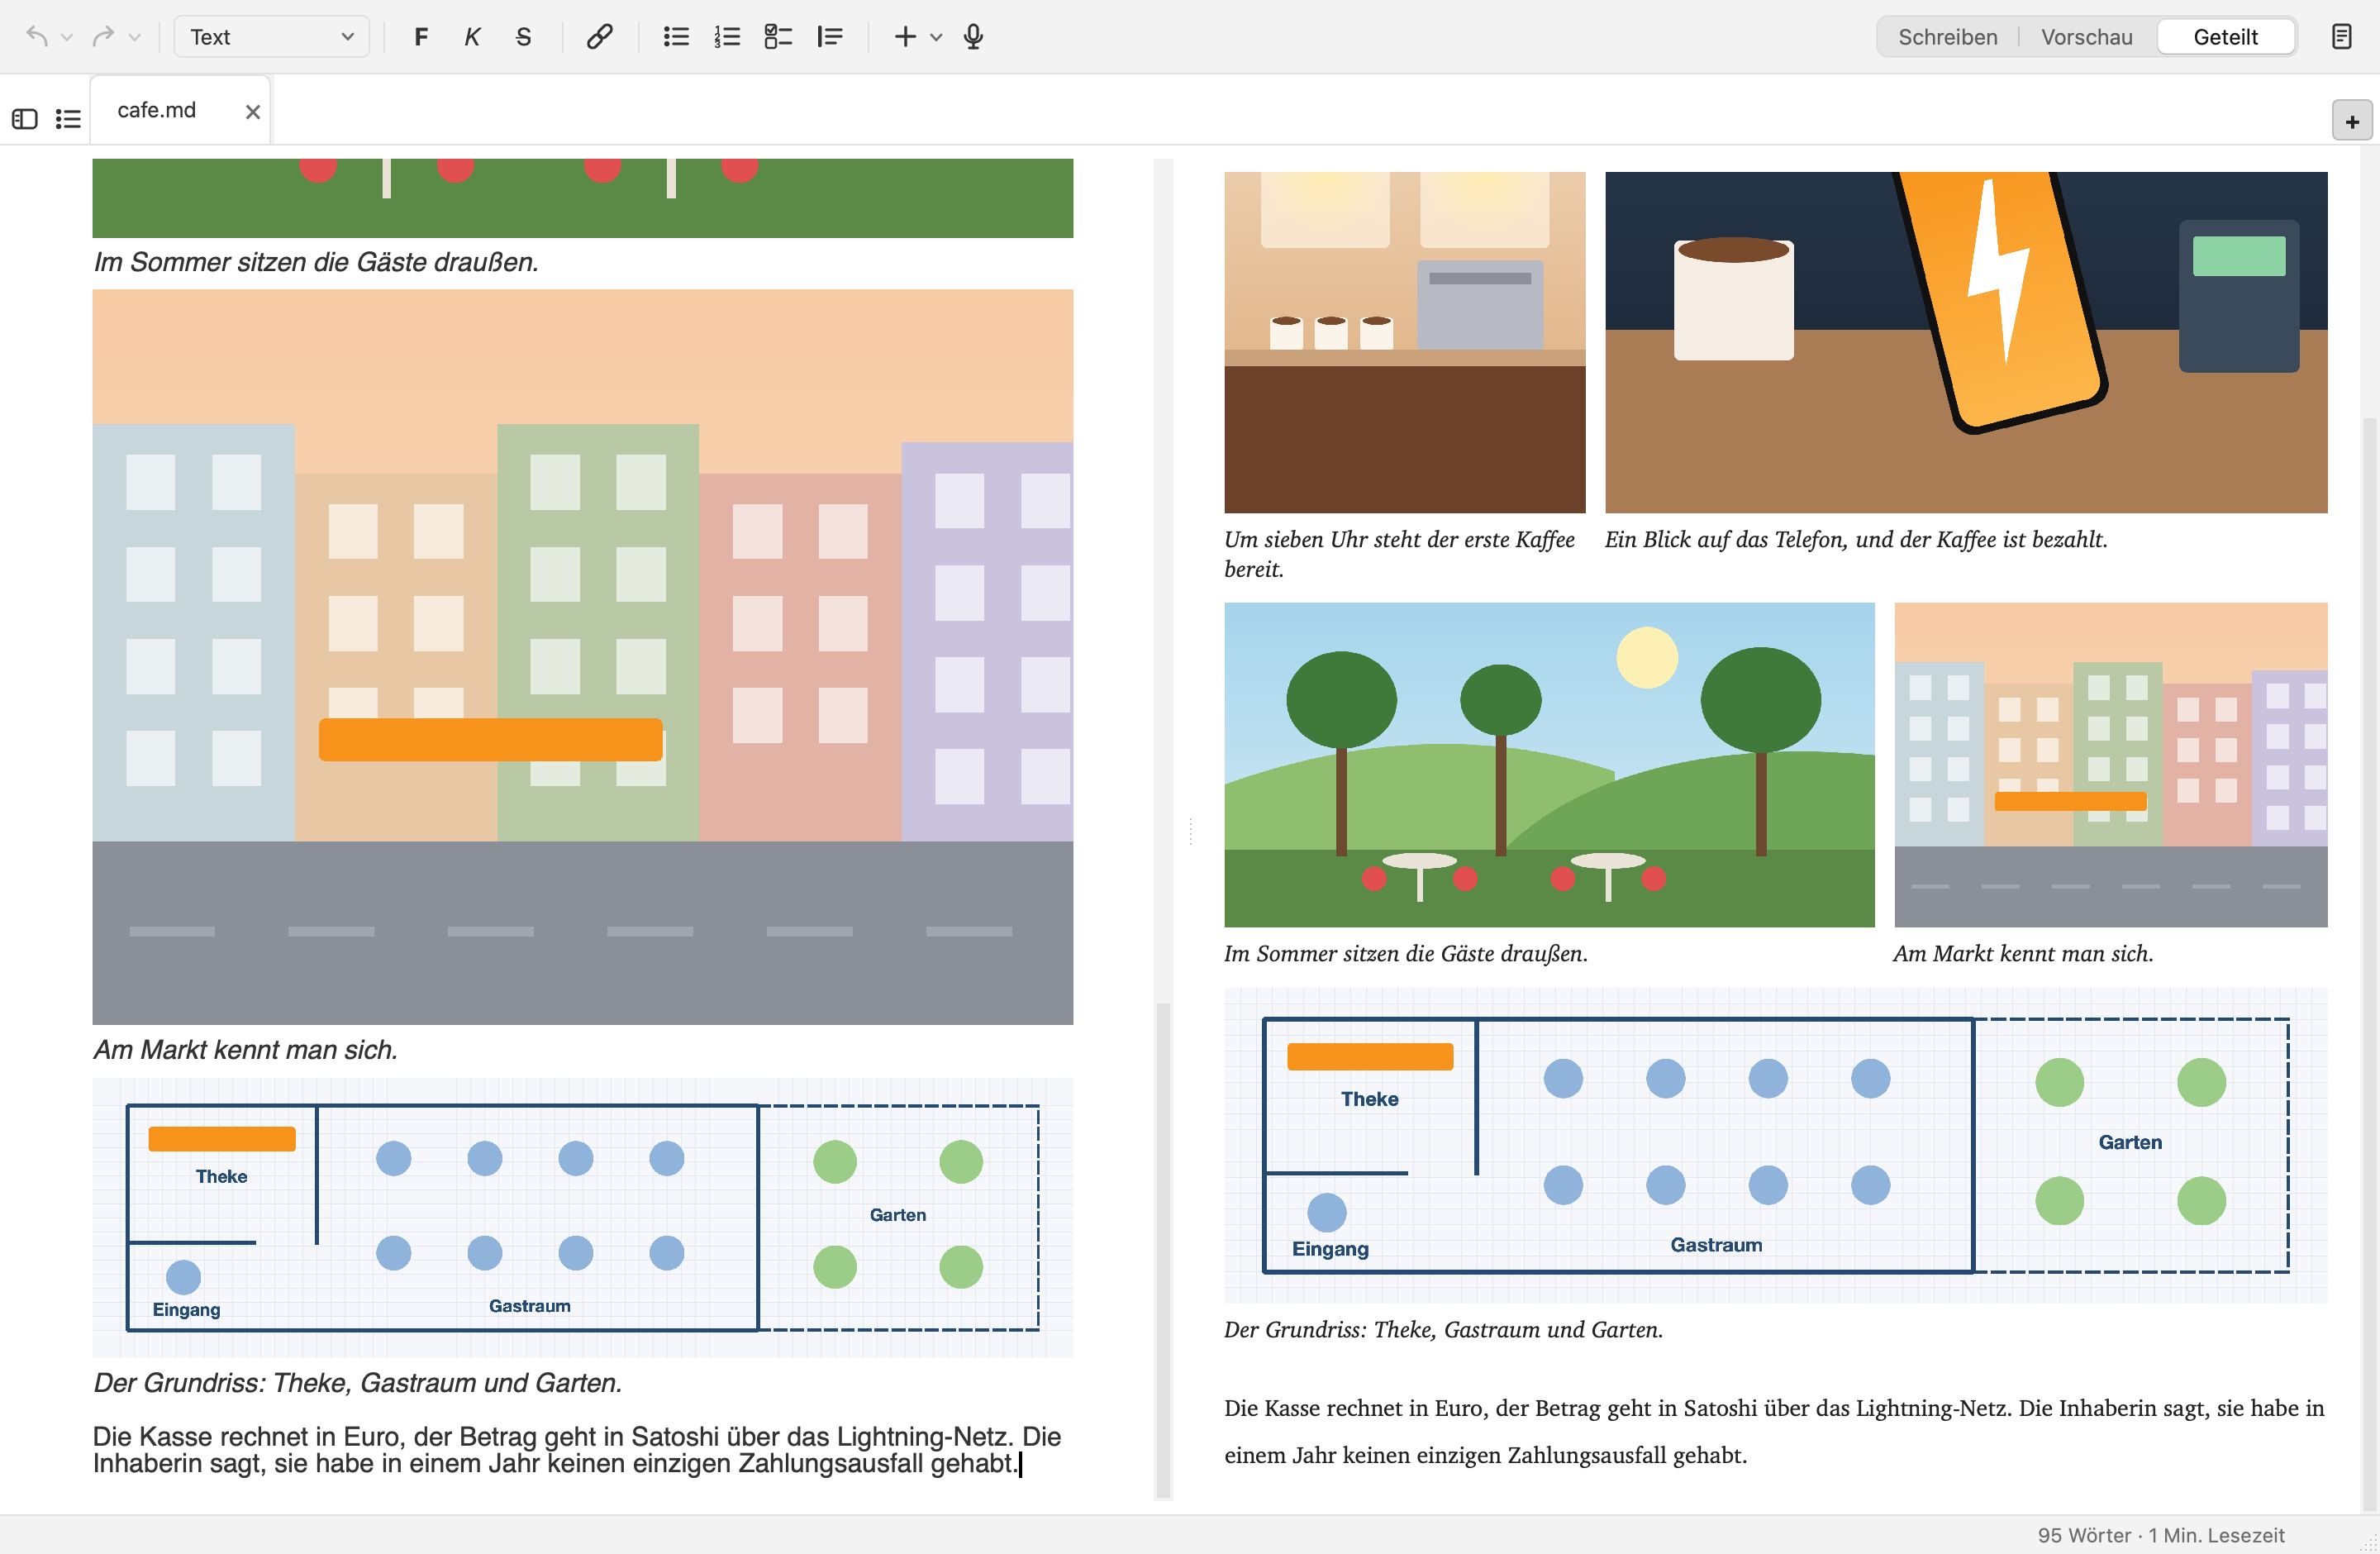 Text
F K S
Schreiben Vorschau Geteilt
cafe.md
Im Sommer sitzen die Gäste draußen.
Am Markt kennt man sich.
Theke
Garten
Eingang
Gastraum
Der Grundriss: Theke, Gastraum und Garten.
Die Kasse rechnet in Euro, der Betrag geht in Satoshi über das Lightning-Netz. Die
Inhaberin sagt, sie habe in einem Jahr keinen einzigen Zahlungsausfall gehabt.
Um sieben Uhr steht der erste Kaffee
bereit.
Ein Blick auf das Telefon, und der Kaffee ist bezahlt.
Im Sommer sitzen die Gäste draußen.
Am Markt kennt man sich.
Theke
Garten
Eingang
Gastraum
Der Grundriss: Theke, Gastraum und Garten.
Die Kasse rechnet in Euro, der Betrag geht in Satoshi über das Lightning-Netz. Die Inhaberin sagt, sie habe in
einem Jahr keinen einzigen Zahlungsausfall gehabt.
95 Wörter · 1 Min. Lesezeit